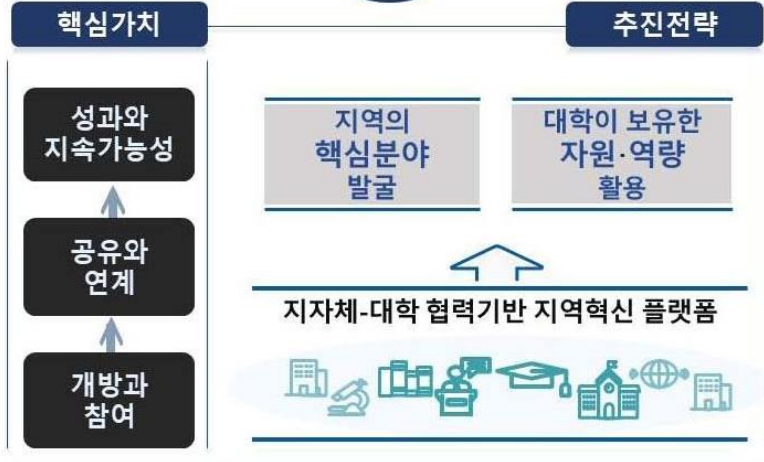 핵심가치
추진전략
성과와
지속가능성
공유와
연계
개방과
참여
지역의
핵심분야
발굴
대학이 보유한
자원·역량
활용
지자체-대학 협력기반 지역혁신 플랫폼